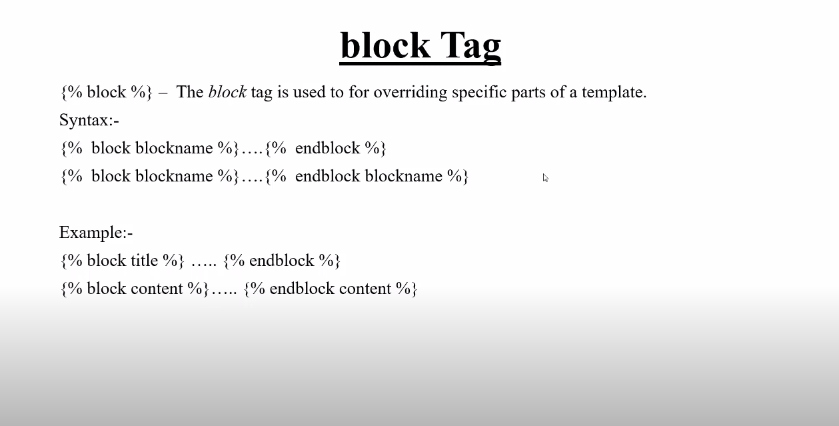 block Tag
{% block %} – The block tag is used to for overriding specific parts of a template.
Syntax:-
{%  block blockname %}….{%  endblock %}
{%  block blockname %}….{%  endblock blockname %}
Example:-
{% block title %} ….. {% endblock %}
{% block content %}….. {% endblock content %}